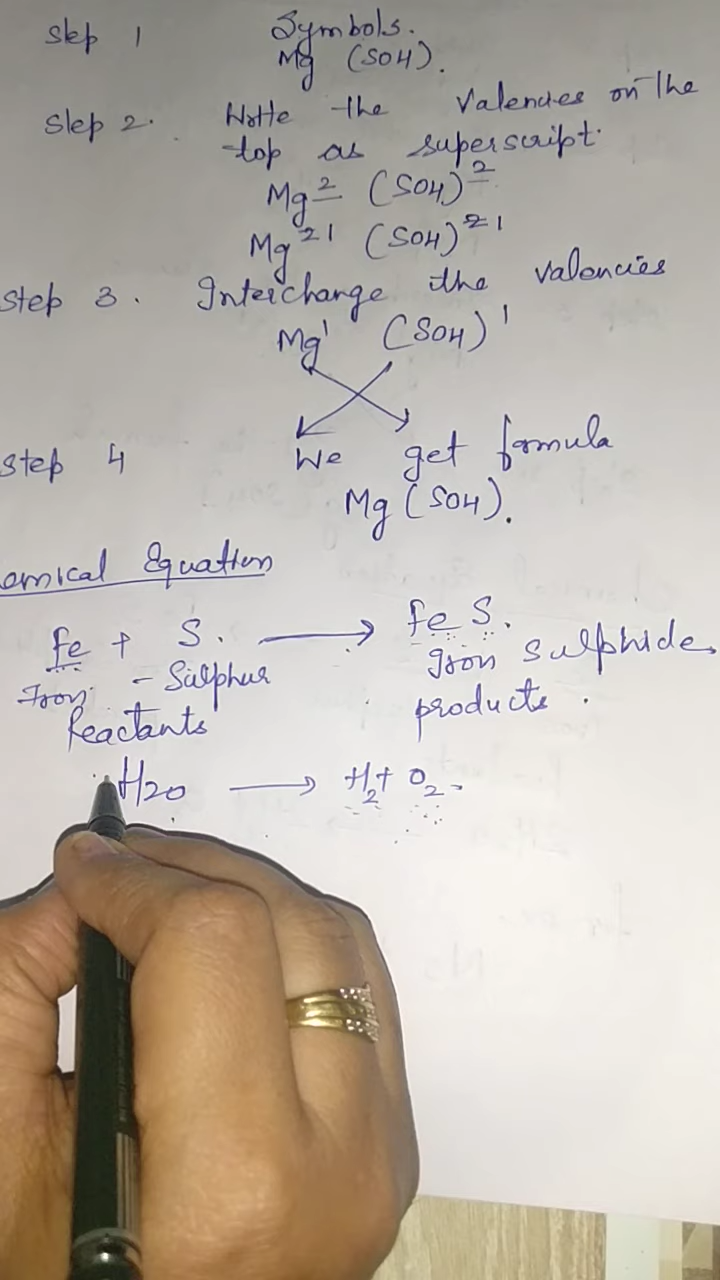 Step 1 Symbols.
Mg (SO4).
Step 2. Write the Valencies on the
top as superscript.
Mg2 (SO4)2
Mg21 (SO4)21
Step 3. Interchange the valencies
Mg1 (SO4)1
Step 4 We get formula
Mg (SO4).
emical Equation
Fe + S. → FeS.
Iron - Sulphur Iron Sulphide
Reactants products.
H2O → H2 + O2.